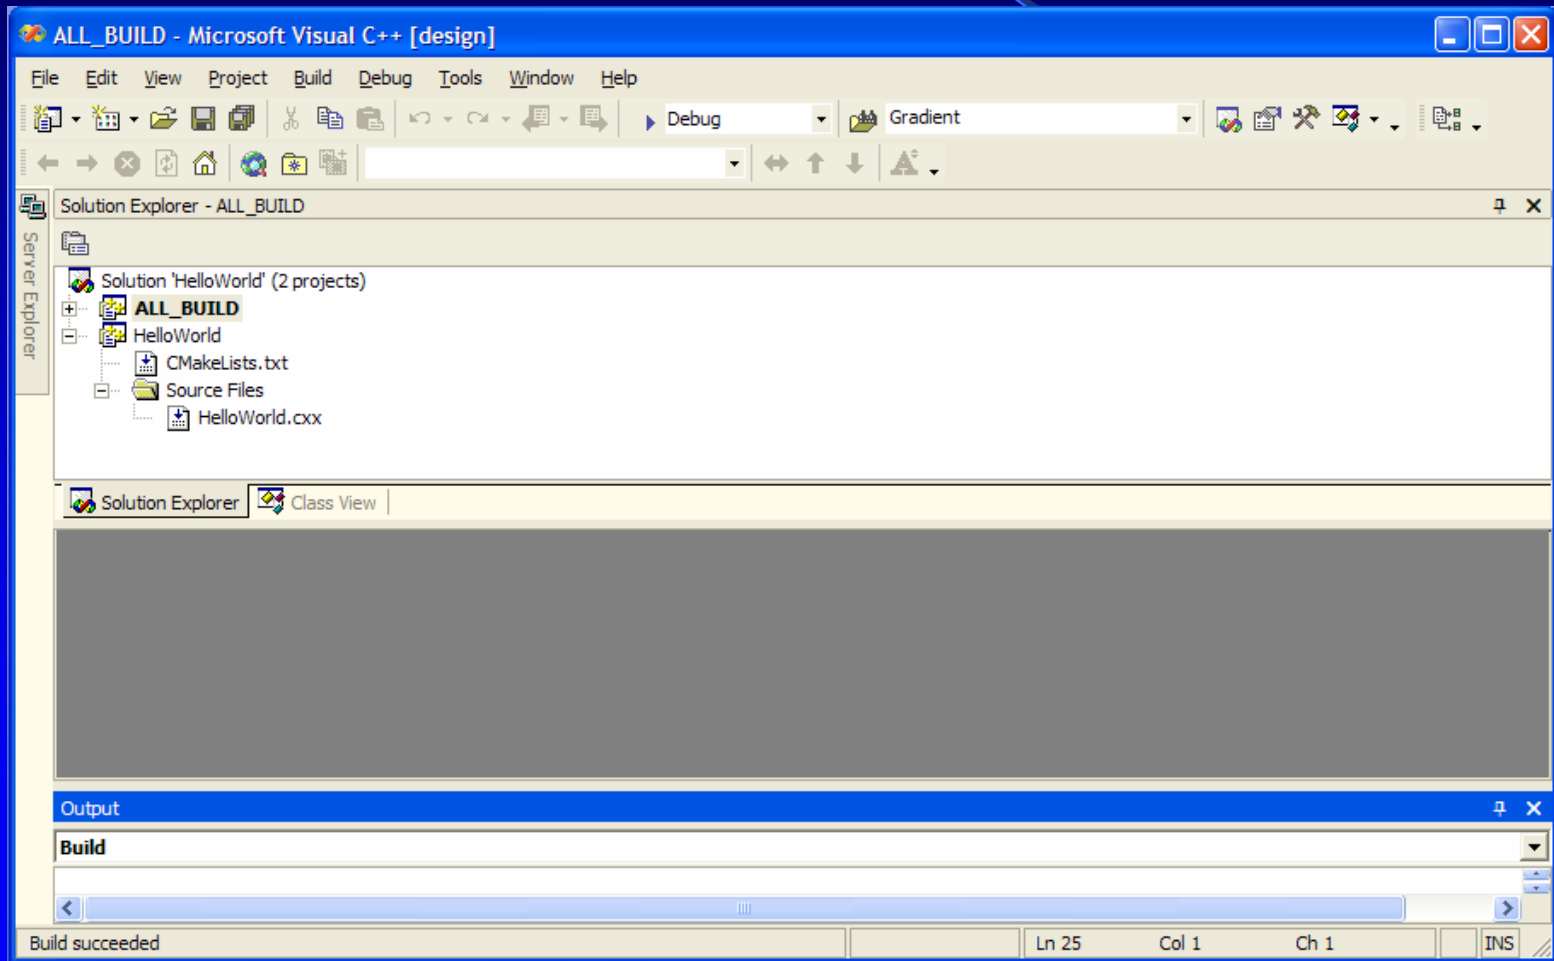 ALL_BUILD - Microsoft Visual C++ [design]
File Edit View Project Build Debug Tools Window Help
Debug Gradient
Solution Explorer - ALL_BUILD
Server Explorer
Solution 'HelloWorld' (2 projects)
ALL_BUILD
HelloWorld
CMakeLists.txt
Source Files
HelloWorld.cxx
Solution Explorer Class View
Output
Build
Build succeeded Ln 25 Col 1 Ch 1 INS